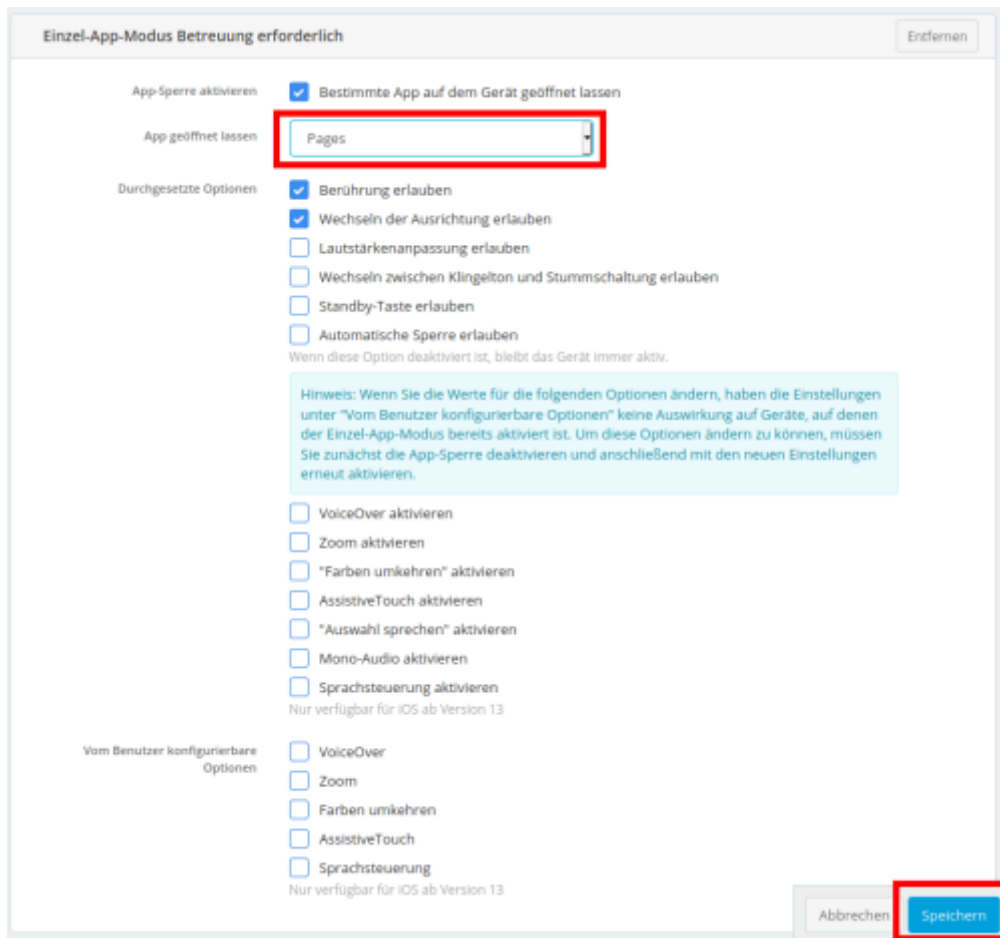 Einzel-App-Modus Betreuung erforderlich
Entfernen
App-Sperre aktivieren
Bestimmte App auf dem Gerät geöffnet lassen
App geöffnet lassen
Pages
Durchgesetzte Optionen
Berührung erlauben
Wechseln der Ausrichtung erlauben
Lautstärkenanpassung erlauben
Wechseln zwischen Klingelton und Stummschaltung erlauben
Standby-Taste erlauben
Automatische Sperre erlauben
Wenn diese Option deaktiviert ist, bleibt das Gerät immer aktiv.
Hinweis: Wenn Sie die Werte für die folgenden Optionen ändern, haben die Einstellungen
unter "Vom Benutzer konfigurierbare Optionen" keine Auswirkung auf Geräte, auf denen
der Einzel-App-Modus bereits aktiviert ist. Um diese Optionen ändern zu können, müssen
Sie zunächst die App-Sperre deaktivieren und anschließend mit den neuen Einstellungen
erneut aktivieren.
VoiceOver aktivieren
Zoom aktivieren
"Farben umkehren" aktivieren
AssistiveTouch aktivieren
"Auswahl sprechen" aktivieren
Mono-Audio aktivieren
Sprachsteuerung aktivieren
Nur verfügbar für iOS ab Version 13
Vom Benutzer konfigurierbare
Optionen
VoiceOver
Zoom
Farben umkehren
AssistiveTouch
Sprachsteuerung
Nur verfügbar für iOS ab Version 13
Abbrechen
Speichern